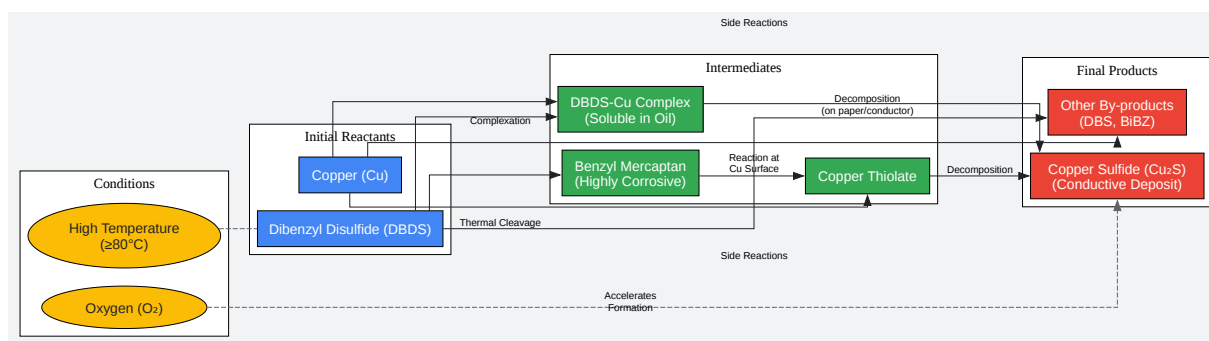 Side Reactions
Intermediates
Final Products
DBDS-Cu Complex
(Soluble in Oil)
Decomposition
(on paper/conductor)
Other By-products
(DBS, BiBZ)
Complexation
Initial Reactants
Copper (Cu)
Benzyl Mercaptan
(Highly Corrosive)
Reaction at
Cu Surface
Copper Thiolate
Decomposition
Copper Sulfide (Cu₂S)
(Conductive Deposit)
Conditions
High Temperature
(≥80°C)
Dibenzyl Disulfide (DBDS)
Thermal Cleavage
Side Reactions
Oxygen (O₂)
Accelerates
Formation